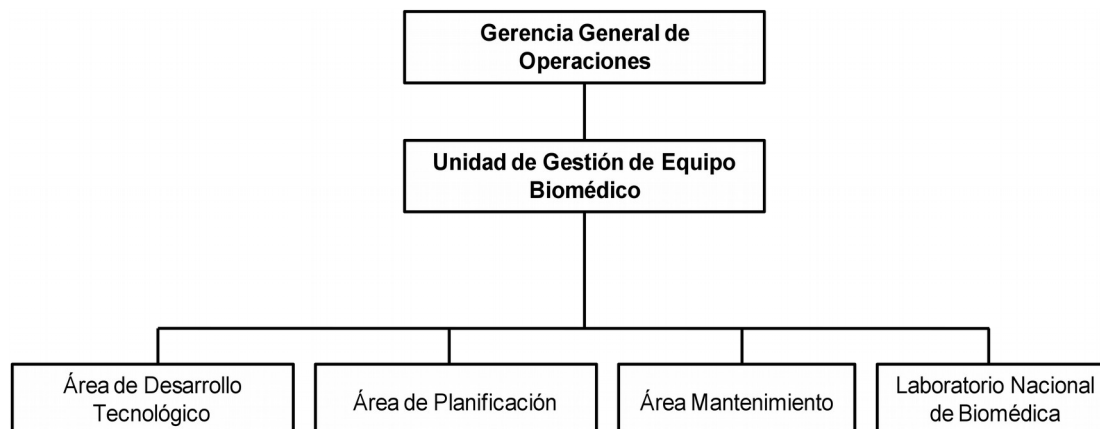 Gerencia General de
Operaciones
Unidad de Gestión de Equipo
Biomédico
Área de Desarrollo
Tecnológico
Área de Planificación
Área Mantenimiento
Laboratorio Nacional
de Biomédica